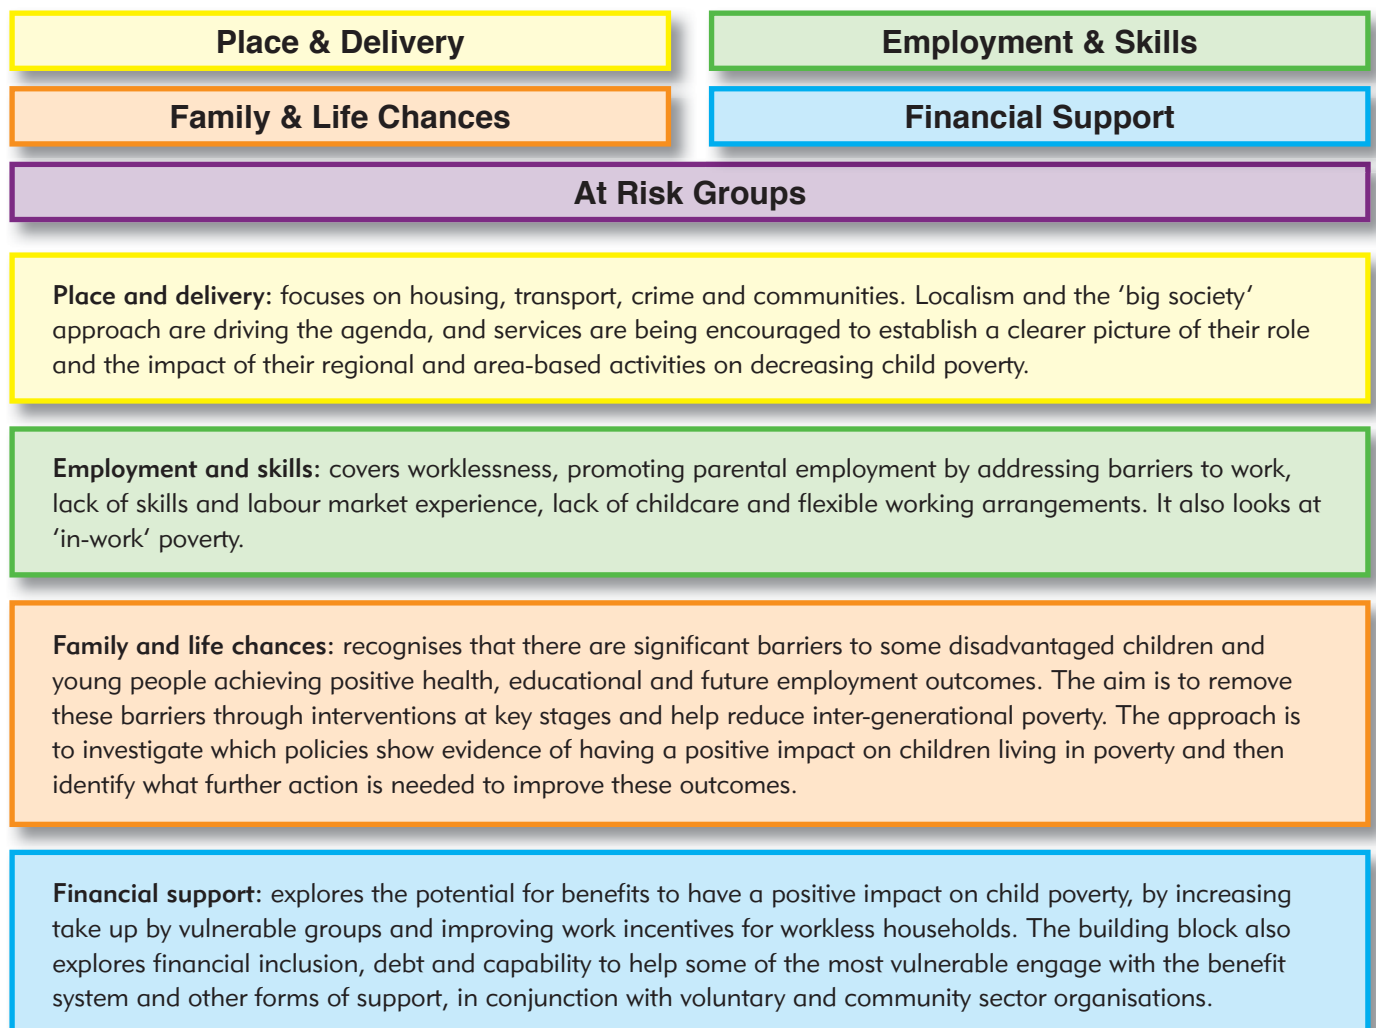 Place & Delivery
Employment & Skills
Family & Life Chances
Financial Support
At Risk Groups
Place and delivery: focuses on housing, transport, crime and communities. Localism and the ‘big society’
approach are driving the agenda, and services are being encouraged to establish a clearer picture of their role
and the impact of their regional and area-based activities on decreasing child poverty.
Employment and skills: covers worklessness, promoting parental employment by addressing barriers to work,
lack of skills and labour market experience, lack of childcare and flexible working arrangements. It also looks at
‘in-work’ poverty.
Family and life chances: recognises that there are significant barriers to some disadvantaged children and
young people achieving positive health, educational and future employment outcomes. The aim is to remove
these barriers through interventions at key stages and help reduce inter-generational poverty. The approach is
to investigate which policies show evidence of having a positive impact on children living in poverty and then
identify what further action is needed to improve these outcomes.
Financial support: explores the potential for benefits to have a positive impact on child poverty, by increasing
take up by vulnerable groups and improving work incentives for workless households. The building block also
explores financial inclusion, debt and capability to help some of the most vulnerable engage with the benefit
system and other forms of support, in conjunction with voluntary and community sector organisations.